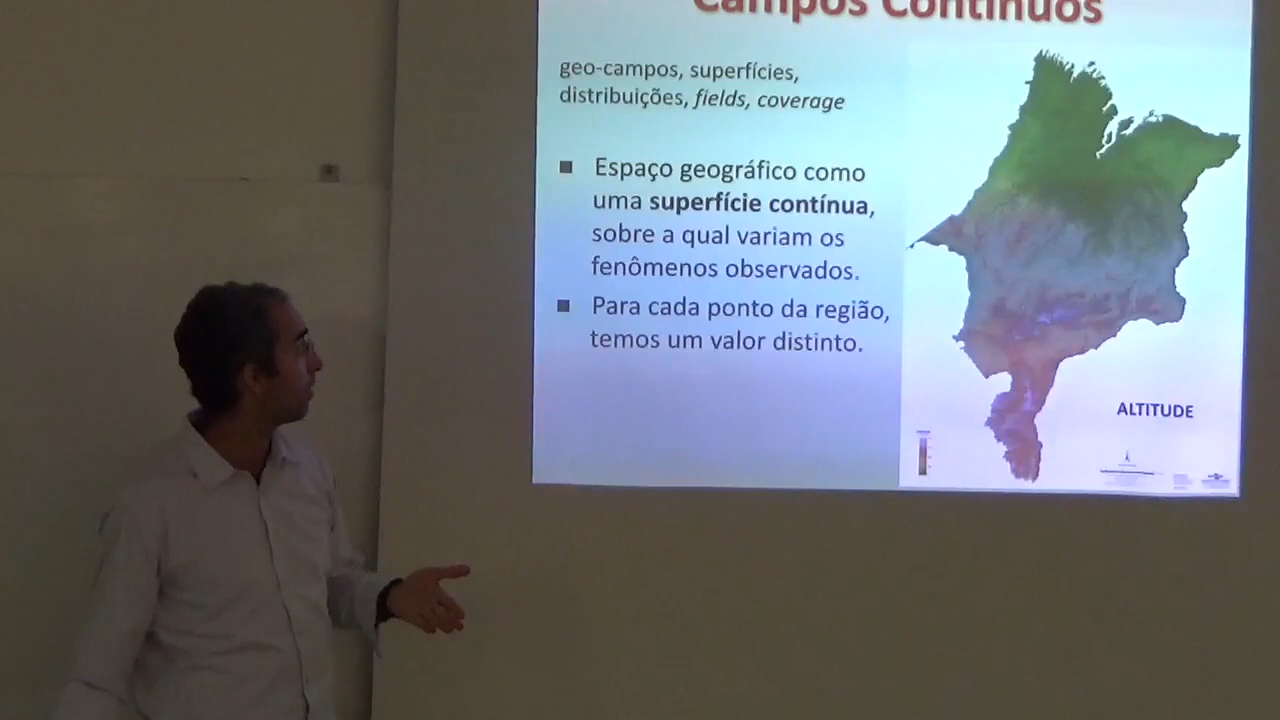 Campos Contínuos
geo-campos, superfícies,
distribuições, fields, coverage
Espaço geográfico como
uma superfície contínua,
sobre a qual variam os
fenômenos observados.
Para cada ponto da região,
temos um valor distinto.
ALTITUDE